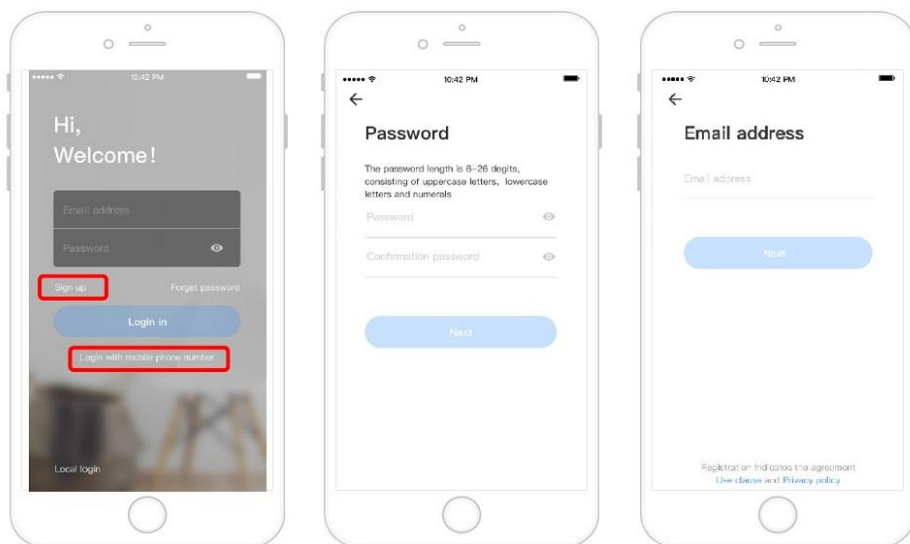 10:42 PM
Hi,
Welcome!
Email address
Password
Sign up
Forget password
Login in
Login with mobile phone number
Local login
10:42 PM
Password
The password length is 6-26 degits,
consisting of uppercase letters, lowercase
letters and numerals
Password
Confirmation password
Next
10:42 PM
Email address
Email address
Next
Registration indicates the agreement
Use clause and Privacy policy